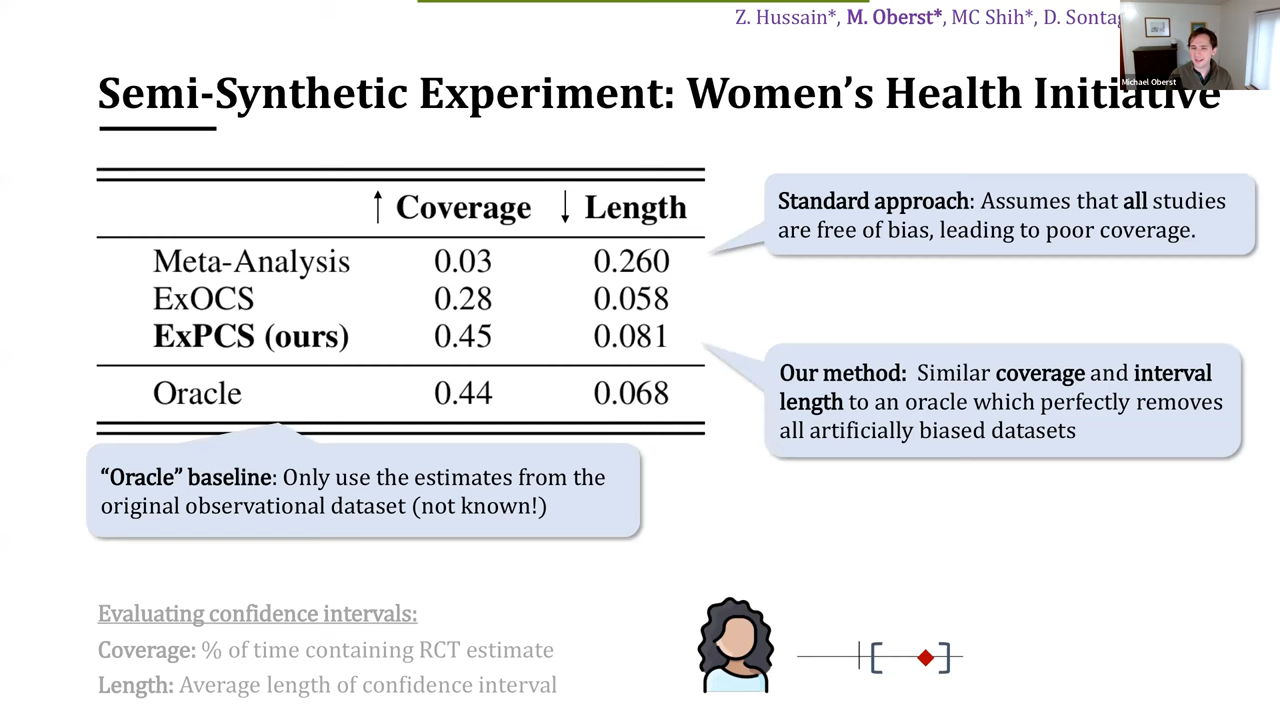 Z. Hussain*, M. Oberst*, MC Shih*, D. Sontag
Michael Oberst
Semi-Synthetic Experiment: Women’s Health Initiative
↑ Coverage ↓ Length
Meta-Analysis 0.03 0.260
ExOCS 0.28 0.058
ExPCS (ours) 0.45 0.081
Oracle 0.44 0.068
Standard approach: Assumes that all studies
are free of bias, leading to poor coverage.
Our method: Similar coverage and interval
length to an oracle which perfectly removes
all artificially biased datasets
“Oracle” baseline: Only use the estimates from the
original observational dataset (not known!)
Evaluating confidence intervals:
Coverage: % of time containing RCT estimate
Length: Average length of confidence interval